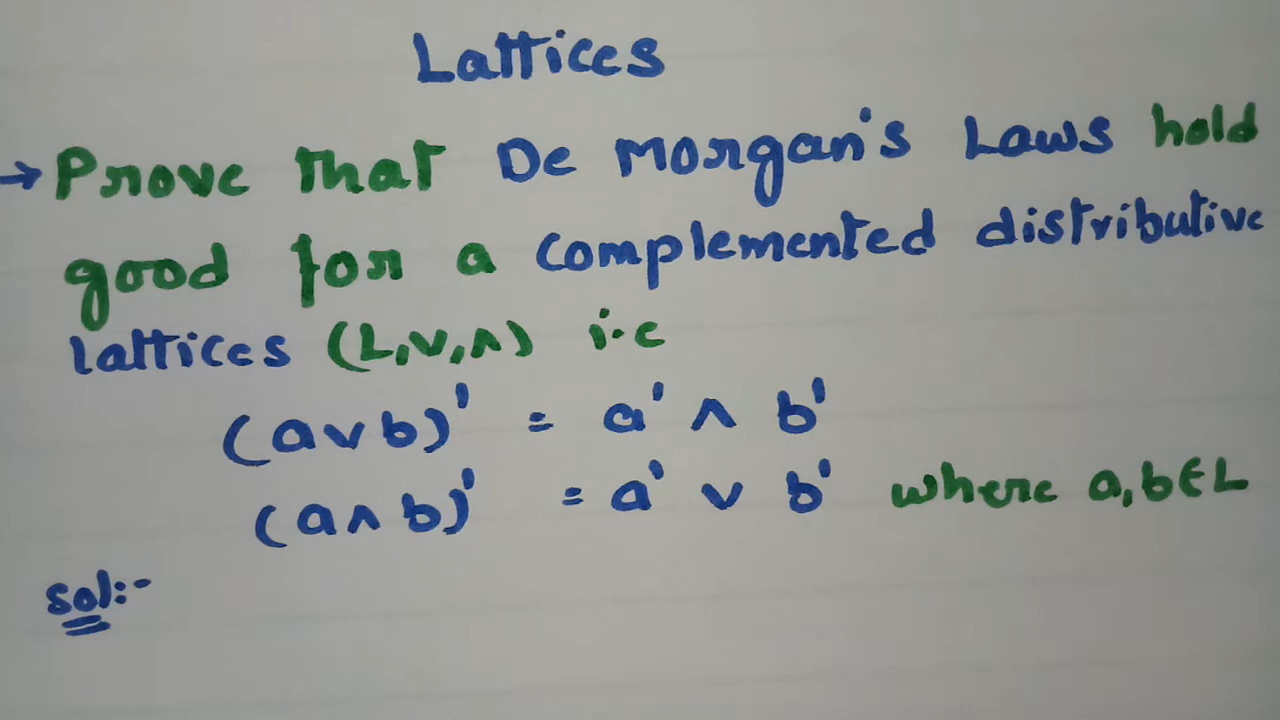 Lattices
→ Prove that De Morgan's Laws hold
good for a complemented distributive
lattices (L,∨,∧) i.e
(a∨b)' = a' ∧ b'
(a∧b)' = a' ∨ b' where a,b∈L
Sol:-